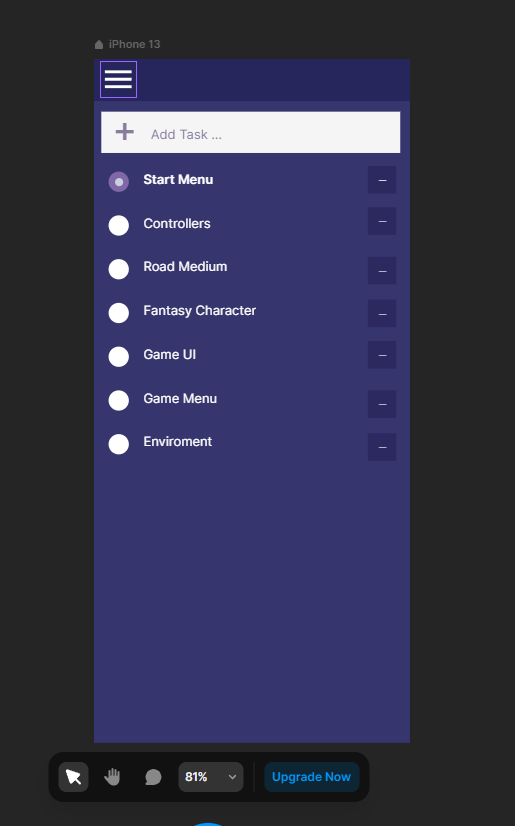 iPhone 13
Add Task ...
Start Menu
Controllers
Road Medium
Fantasy Character
Game UI
Game Menu
Enviroment
81%
Upgrade Now